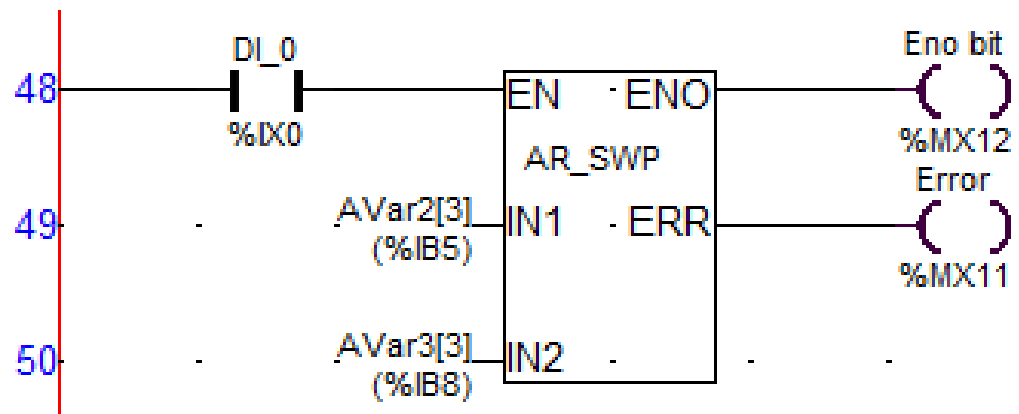 DI_0
Eno bit
48
EN
ENO
%IX0
%MX12
AR_SWP
Error
49
AVar2[3]
(%IB5)
IN1
ERR
%MX11
50
AVar3[3]
(%IB8)
IN2